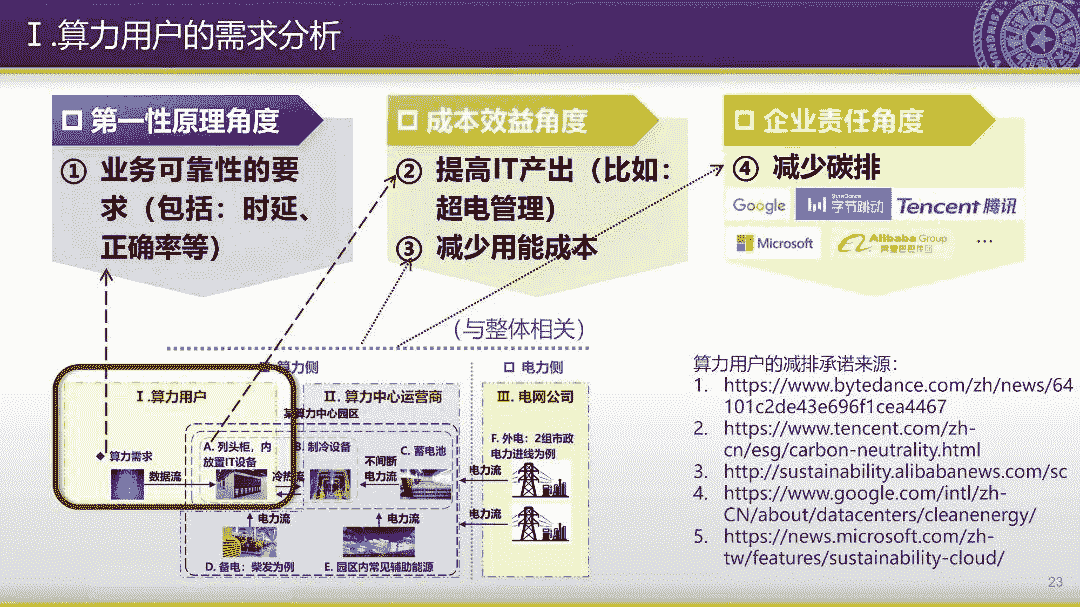 Ⅰ.算力用户的需求分析
第一性原理角度
① 业务可靠性的要
求（包括：时延、
正确率等）
成本效益角度
② 提高IT产出（比如：
超电管理）
③ 减少用能成本
企业责任角度
④ 减少碳排
Google
ByteDance
字节跳动
Tencent 腾讯
Microsoft
Alibaba Group
阿里巴巴集团
...
（与整体相关）
算力侧
电力侧
Ⅰ.算力用户
Ⅱ. 算力中心运营商
Ⅲ. 电网公司
某算力中心园区
算力需求
数据流
A. 列头柜，内
放置IT设备
冷热流
B. 制冷设备
不间断
电力流
C. 蓄电池
电力流
F. 外电：2组市政
电力进线为例
电力流
电力流
电力流
D. 备电：柴发为例
E. 园区内常见辅助能源
算力用户的减排承诺来源：
1. https://www.bytedance.com/zh/news/64
101c2de43e696f1cea4467
2. https://www.tencent.com/zh-
cn/esg/carbon-neutrality.html
3. http://sustainability.alibabanews.com/sc
4. https://www.google.com/intl/zh-
CN/about/datacenters/cleanenergy/
5. https://news.microsoft.com/zh-
tw/features/sustainability-cloud/
23